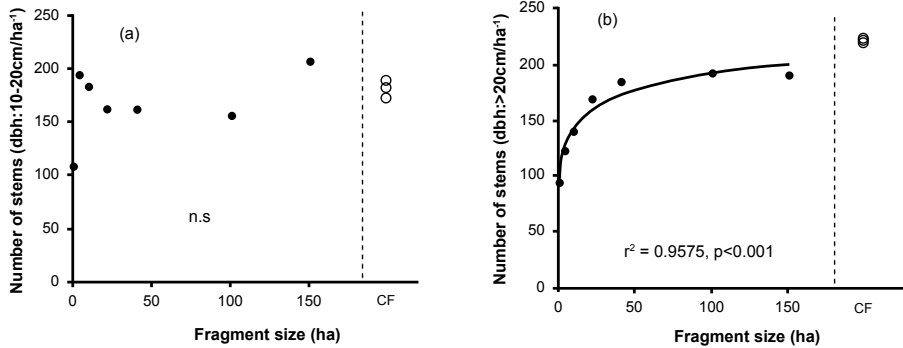 (a)
Number of stems (dbh:10-20cm/ha⁻¹)
250
200
150
100
50
0
n.s
0 50 100 150 CF
Fragment size (ha)
(b)
Number of stems (dbh:>20cm/ha⁻¹)
250
200
150
100
50
0
r² = 0.9575, p<0.001
0 50 100 150 CF
Fragment size (ha)